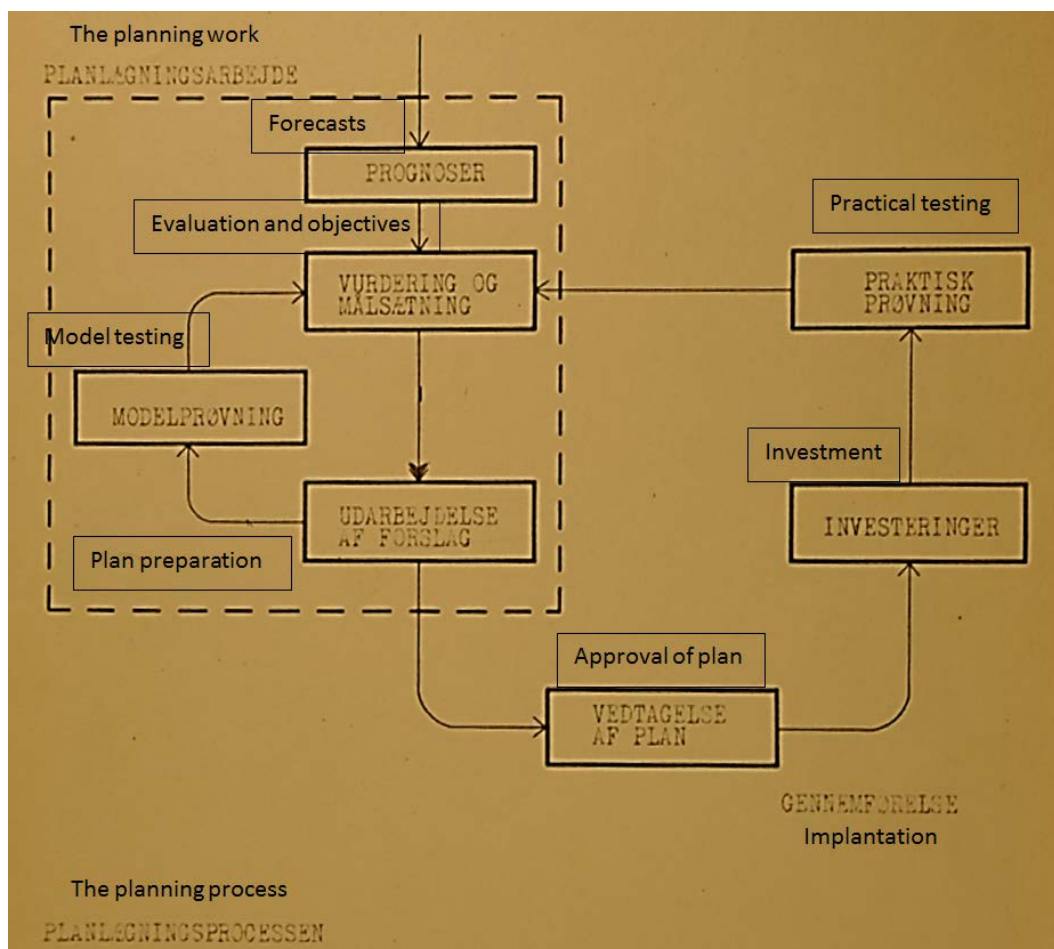 The planning work
PLANLÆGNINGSARBEJDE
Forecasts
PROGNOSER
Evaluation and objectives
VURDERING OG
MÅLSÆTNING
Practical testing
PRAKTISK
PRØVNING
Model testing
MODELPRØVNING
Investment
INVESTERINGER
UDARBEJDELSE
AF FORSLAG
Plan preparation
Approval of plan
VEDTAGELSE
AF PLAN
GENNEMFØRELSE
Implantation
The planning process
PLANLÆGNINGSPROCESSEN